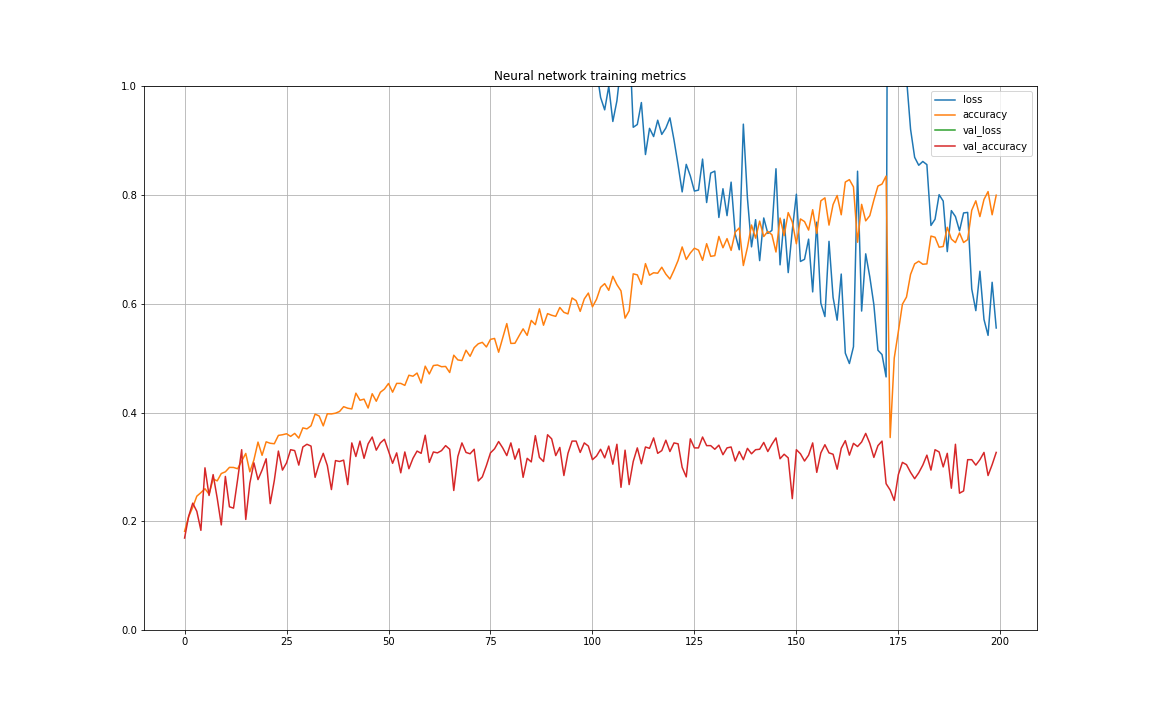 Neural network training metrics
1.0
0.8
0.6
0.4
0.2
0.0
0 25 50 75 100 125 150 175 200
loss
accuracy
val_loss
val_accuracy